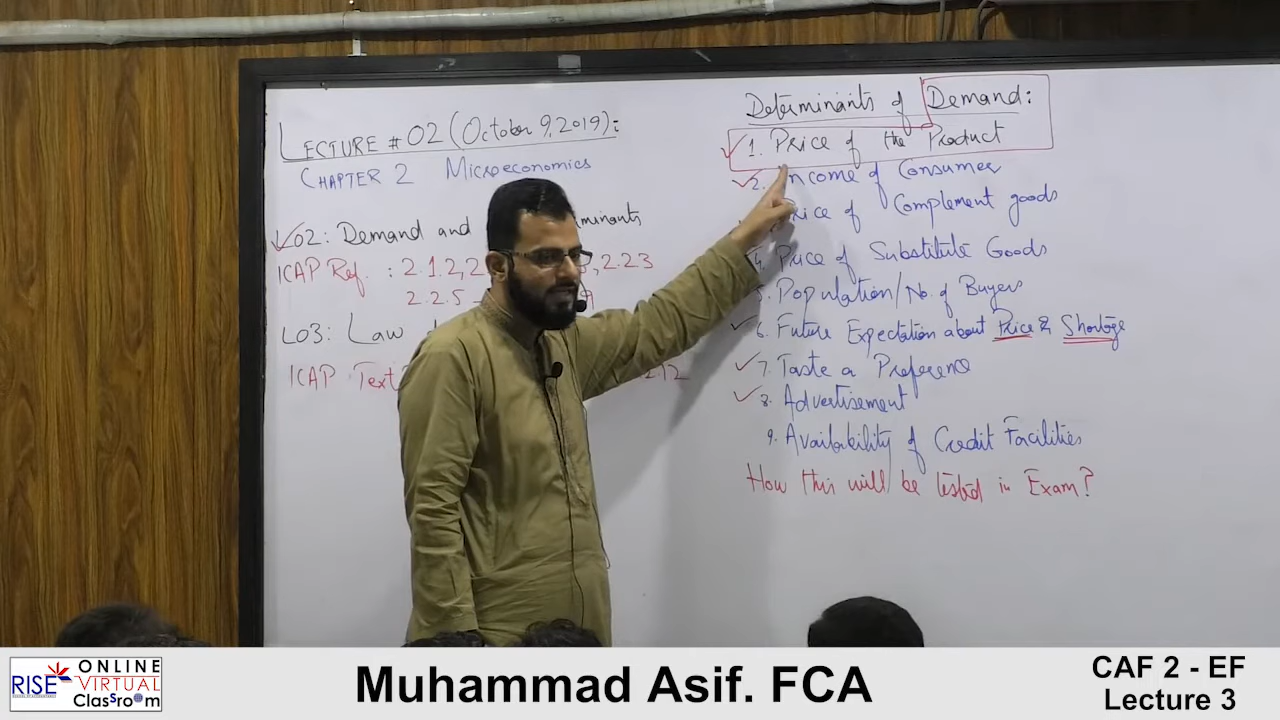 LECTURE # 02 (October 9, 2019):
CHAPTER 2 Microeconomics
LO2: Demand and minants
ICAP Ref. : 2.1.2, 2 , 2.23
2.2.5
LO3: Law
ICAP Text 2.12
Determinants of Demand:
1. Price of the Product
2. Income of Consumer
Price of Complement goods
4. Price of Substitute Goods
5. Population/No. of Buyers
6. Future Expectation about Price & Shortage
7. Taste a Preference
8. Advertisement
9. Availability of Credit Facilities
How this will be tested in Exam?
RISE ONLINE VIRTUAL ClassrooM
Muhammad Asif. FCA
CAF 2 - EF
Lecture 3